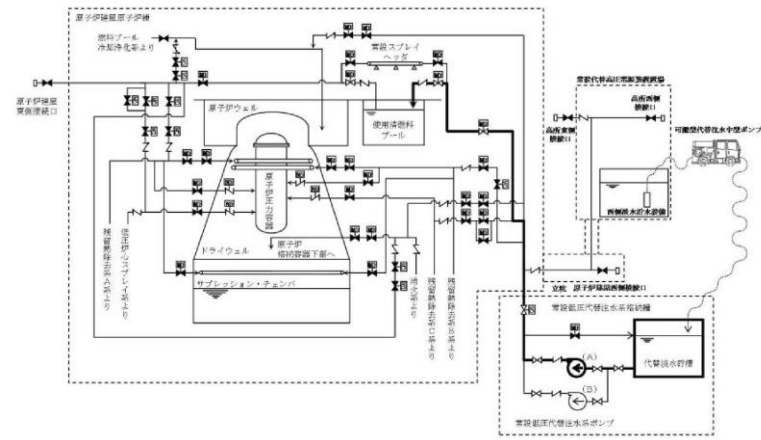 原子炉建屋原子炉棟
燃料プール
冷却浄化系より
常設スプレイ
ヘッダ
原子炉建屋
東側接続口
原子炉ウェル
使用済燃料
プール
原子炉圧力容器
ドライウェル
原子炉
格納容器下部へ
サプレッション・チェンバ
残留熱除去系A系より
低圧炉心スプレイ系より
消火系より
残留熱除去系C系より
残留熱除去系B系より
常設代替高圧電源装置置場
高所西側
接続口
高所東側
接続口
可搬型代替注水中型ポンプ
西側淡水貯水設備
立坑
原子炉建屋西側接続口
常設低圧代替注水系格納槽
(A)
(B)
代替淡水貯槽
常設低圧代替注水系ポンプ